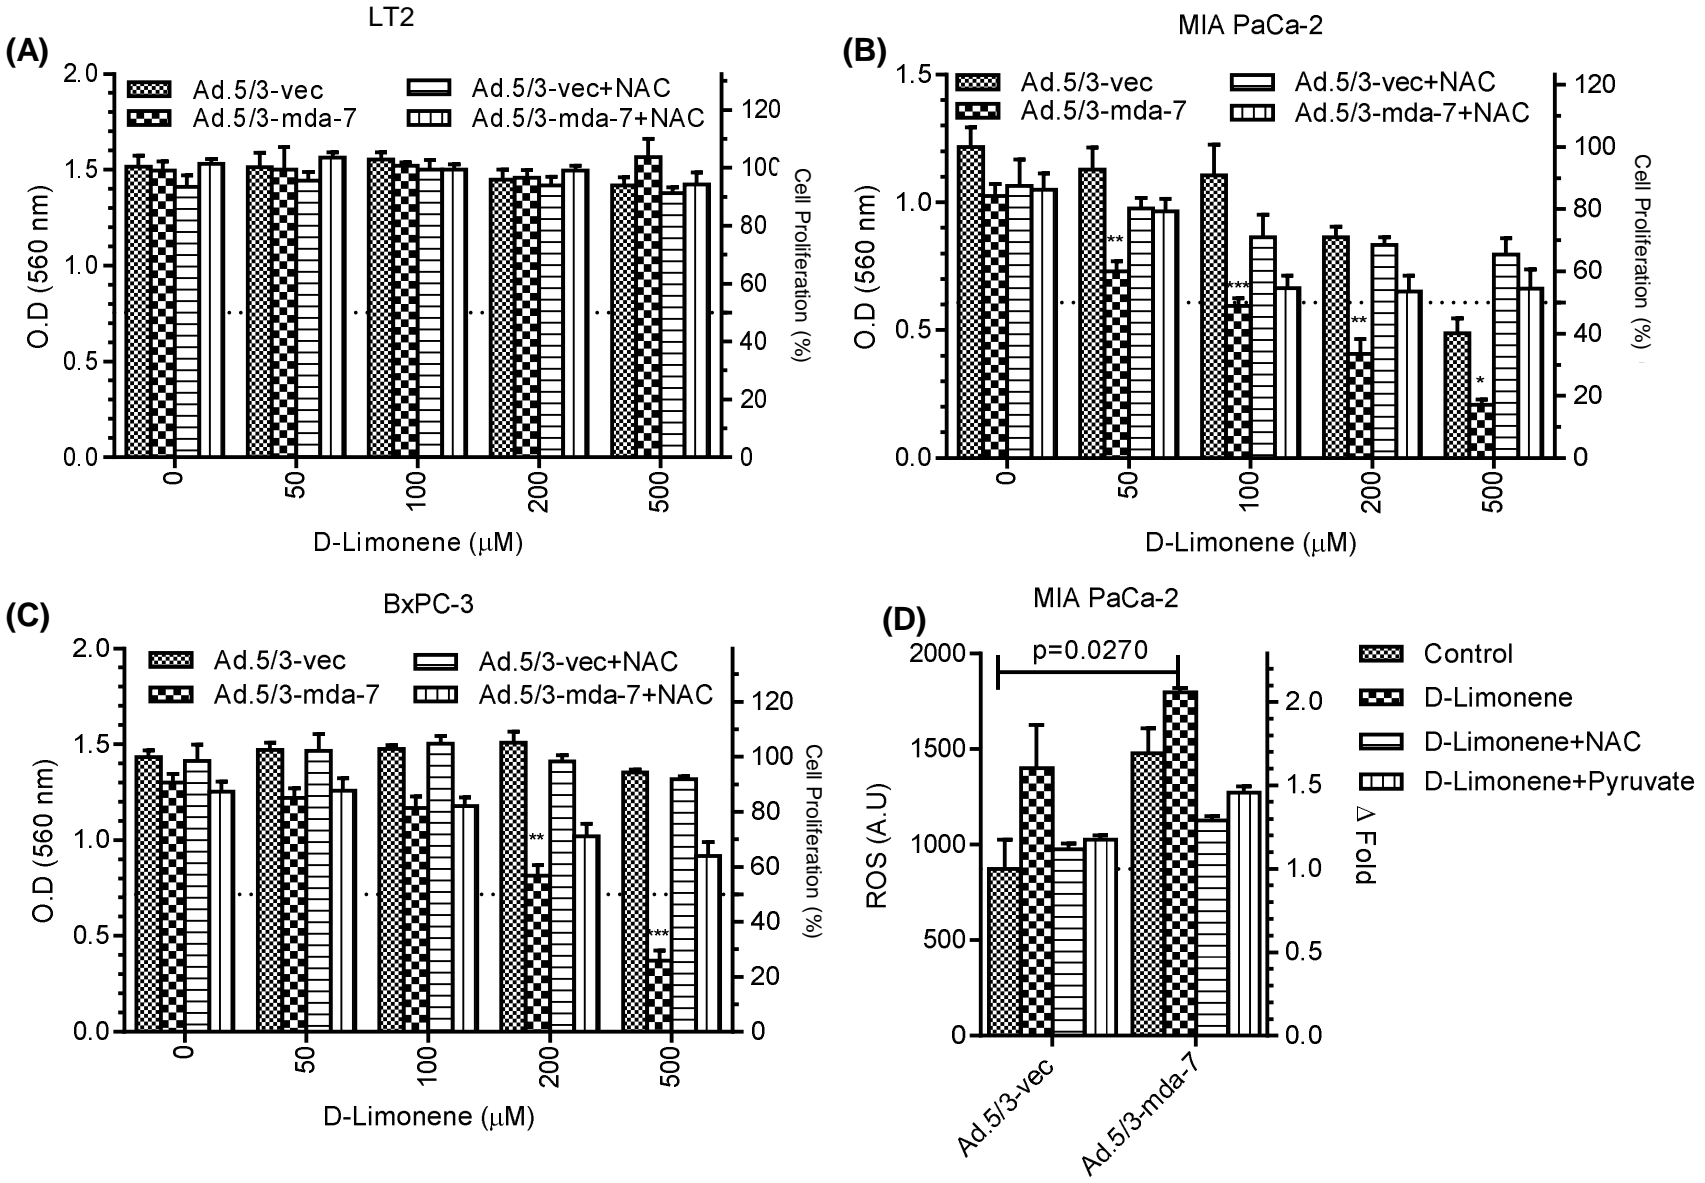 LT2
(A)
Ad.5/3-vec
Ad.5/3-mda-7
Ad.5/3-vec+NAC
Ad.5/3-mda-7+NAC
O.D (560 nm)
2.0
1.5
1.0
0.5
0.0
120
100
80
60
40
20
0
Cell Proliferation (%)
0 50 100 200 500
D-Limonene (μM)
MIA PaCa-2
(B)
Ad.5/3-vec
Ad.5/3-mda-7
Ad.5/3-vec+NAC
Ad.5/3-mda-7+NAC
O.D (560 nm)
1.5
1.0
0.5
0.0
**
***
**
*
120
100
80
60
40
20
0
Cell Proliferation (%)
0 50 100 200 500
D-Limonene (μM)
BxPC-3
(C)
Ad.5/3-vec
Ad.5/3-mda-7
Ad.5/3-vec+NAC
Ad.5/3-mda-7+NAC
O.D (560 nm)
2.0
1.5
1.0
0.5
0.0
**
***
120
100
80
60
40
20
0
Cell Proliferation (%)
0 50 100 200 500
D-Limonene (μM)
MIA PaCa-2
(D)
p=0.0270
ROS (A.U)
2000
1500
1000
500
0
2.0
1.5
1.0
0.5
0.0
Δ Fold
Control
D-Limonene
D-Limonene+NAC
D-Limonene+Pyruvate
Ad.5/3-vec
Ad.5/3-mda-7